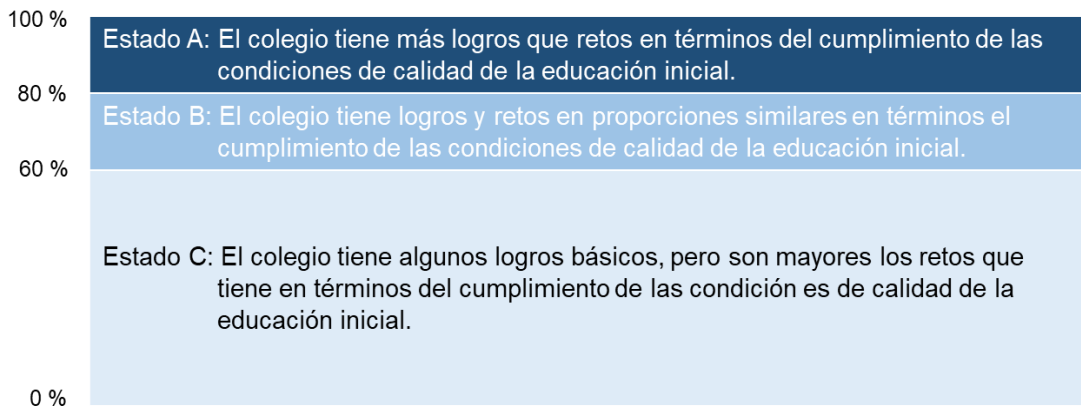 100 %
Estado A: El colegio tiene más logros que retos en términos del cumplimiento de las
condiciones de calidad de la educación inicial.
80 %
Estado B: El colegio tiene logros y retos en proporciones similares en términos el
cumplimiento de las condiciones de calidad de la educación inicial.
60 %
Estado C: El colegio tiene algunos logros básicos, pero son mayores los retos que
tiene en términos del cumplimiento de las condición es de calidad de la
educación inicial.
0 %